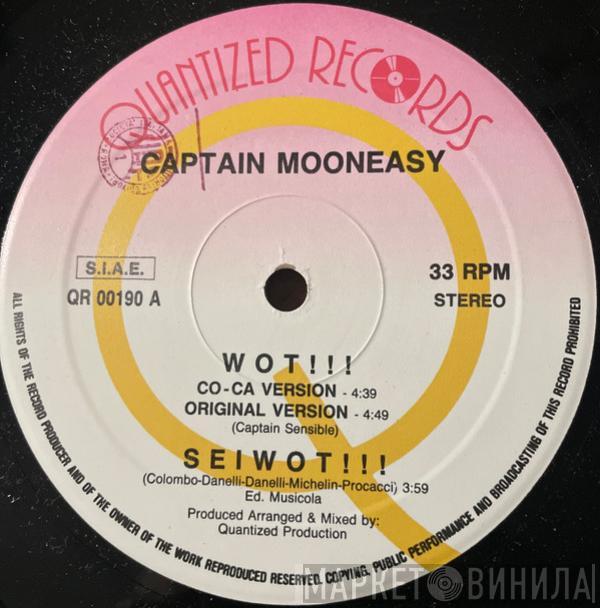 QUANTIZED RECORDS
CAPTAIN MOONEASY
S.I.A.E.
QR 00190 A
33 RPM
STEREO
WOT!!!
CO-CA VERSION - 4:39
ORIGINAL VERSION - 4:49
(Captain Sensible)
SEIWOT!!!
(Colombo-Danelli-Danelli-Michelin-Procacci) 3:59
Ed. Musicola
Produced Arranged & Mixed by:
Quantized Production
ALL RIGHTS OF THE RECORD PRODUCER AND OF THE OWNER OF THE WORK REPRODUCED RESERVED. COPYING, PUBLIC PERFORMANCE AND BROADCASTING OF THIS RECORD PROHIBITED
МАРКЕТ ВИНИЛА